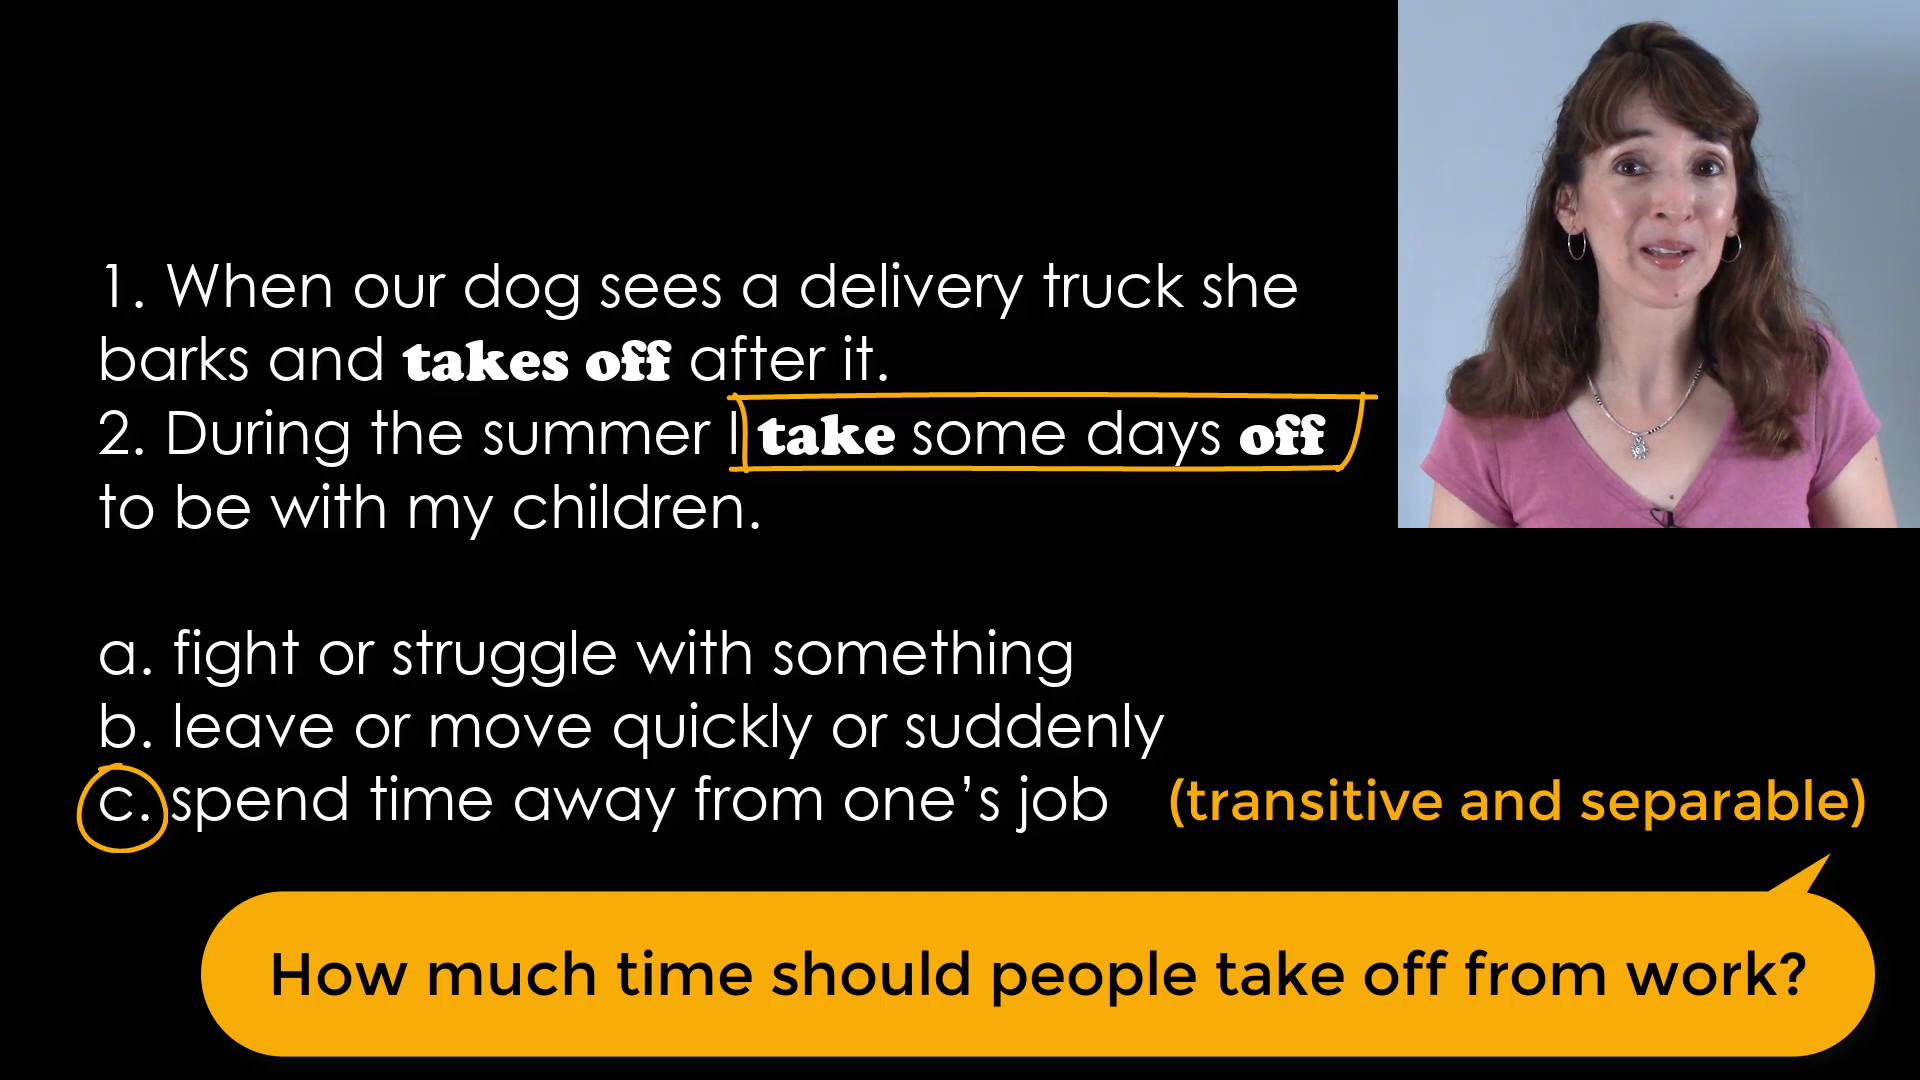 1. When our dog sees a delivery truck she
barks and takes off after it.
2. During the summer I take some days off
to be with my children.
a. fight or struggle with something
b. leave or move quickly or suddenly
c. spend time away from one’s job (transitive and separable)
How much time should people take off from work?